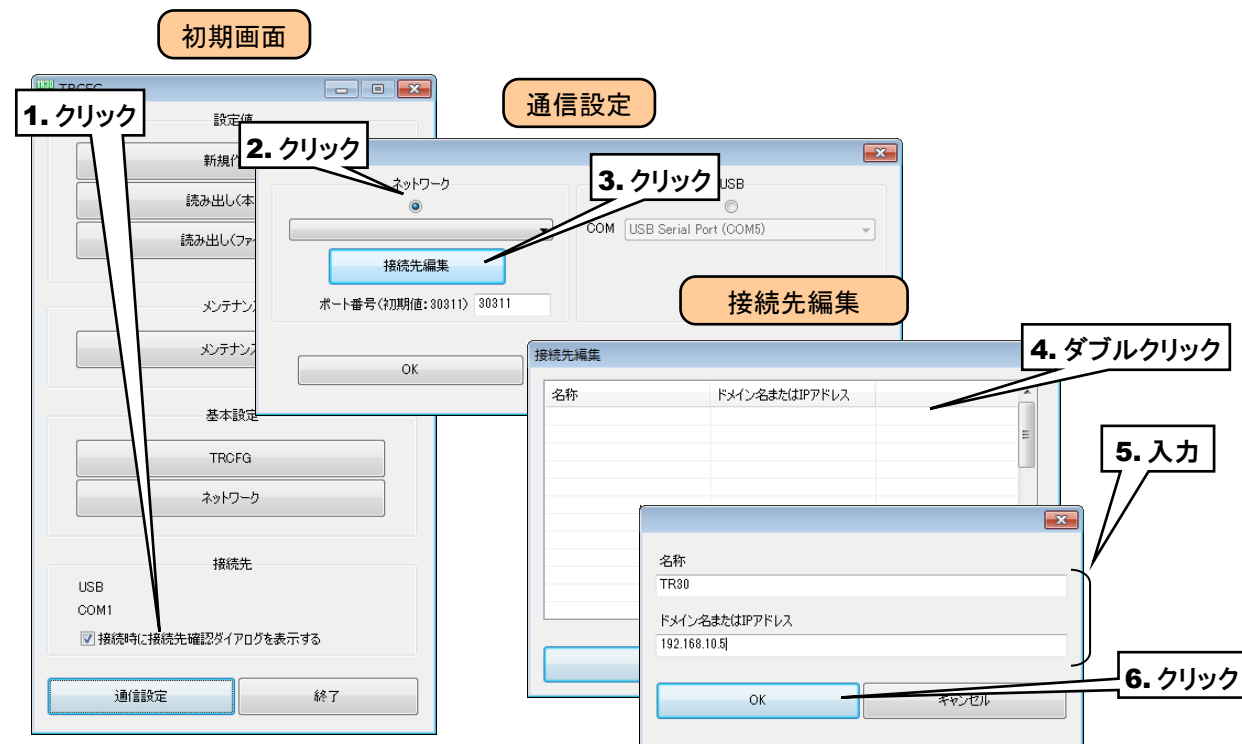 初期画面
TRCFG
1. クリック
設定値
新規作
読み出し(本
読み出し(ファイ
メンテナンス
メンテナンス
基本設定
TRCFG
ネットワーク
接続先
USB
COM1
接続時に接続先確認ダイアログを表示する
通信設定
終了
通信設定
2. クリック
ネットワーク
3. クリック
USB
COM
USB Serial Port (COM5)
接続先編集
ポート番号(初期値:30311)
30311
OK
接続先編集
接続先編集
4. ダブルクリック
名称
ドメイン名またはIPアドレス
5. 入力
名称
TR30
ドメイン名またはIPアドレス
192.168.10.5
6. クリック
OK
キャンセル